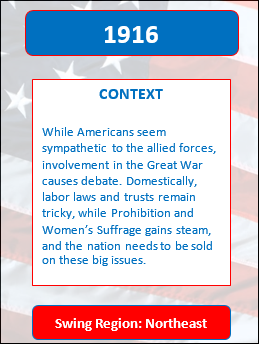 1916
CONTEXT
While Americans seem
sympathetic to the allied forces,
involvement in the Great War
causes debate. Domestically,
labor laws and trusts remain
tricky, while Prohibition and
Women's Suffrage gains steam,
and the nation needs to be sold
on these big issues.
Swing Region: Northeast